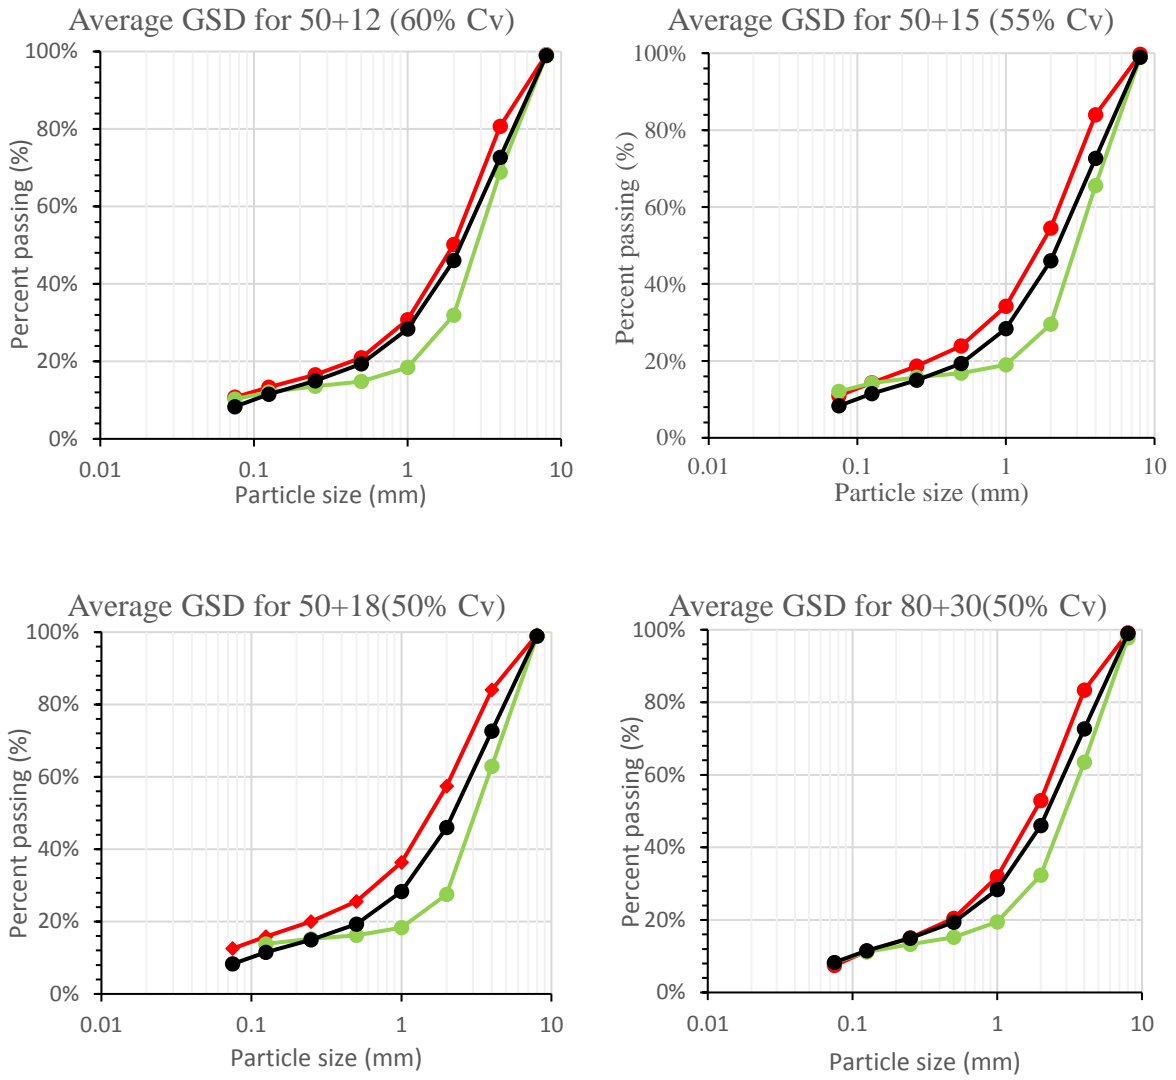 Average GSD for 50+12 (60% Cv)
100%
80%
60%
40%
20%
0%
Percent passing (%)
0.01 0.1 1 10
Particle size (mm)
Average GSD for 50+15 (55% Cv)
100%
80%
60%
40%
20%
0%
Percent passing (%)
0.01 0.1 1 10
Particle size (mm)
Average GSD for 50+18(50% Cv)
100%
80%
60%
40%
20%
0%
Percent passing (%)
0.01 0.1 1 10
Particle size (mm)
Average GSD for 80+30(50% Cv)
100%
80%
60%
40%
20%
0%
Percent passing (%)
0.01 0.1 1 10
Particle size (mm)